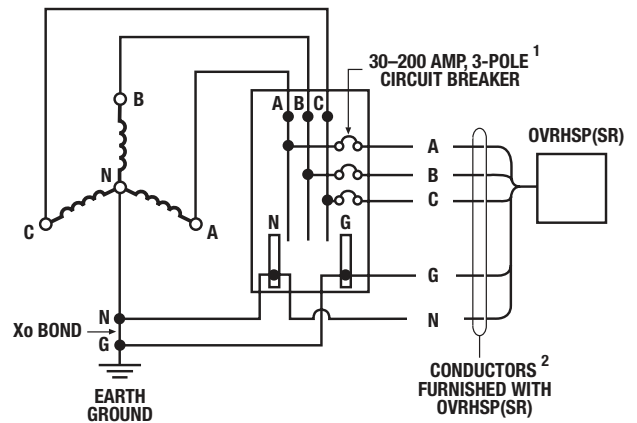 30–200 AMP, 3-POLE 1
CIRCUIT BREAKER
A B C
B
OVRHSP(SR)
A
B
C
N
C
A
N
G
G
N
N
Xo BOND
G
EARTH
GROUND
CONDUCTORS 2
FURNISHED WITH
OVRHSP(SR)